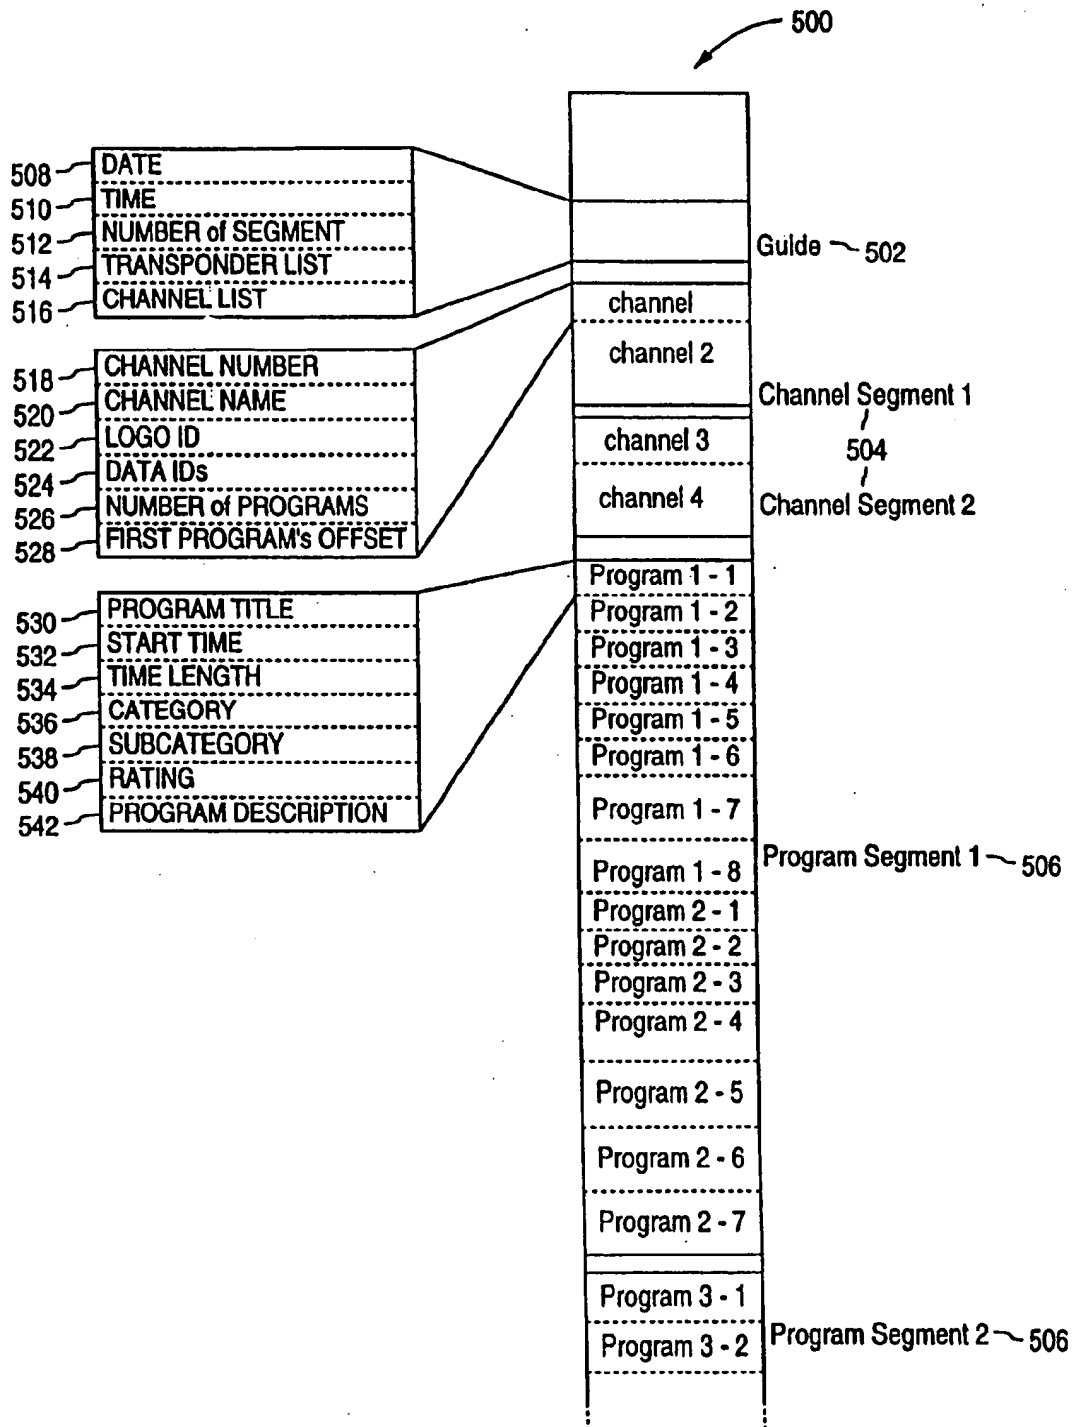 500
508 DATE
510 TIME
512 NUMBER of SEGMENT
514 TRANSPONDER LIST
516 CHANNEL LIST
Guide 502
518 CHANNEL NUMBER
520 CHANNEL NAME
522 LOGO ID
524 DATA IDs
526 NUMBER of PROGRAMS
528 FIRST PROGRAM's OFFSET
channel
channel 2
Channel Segment 1
504
channel 3
channel 4
Channel Segment 2
530 PROGRAM TITLE
532 START TIME
534 TIME LENGTH
536 CATEGORY
538 SUBCATEGORY
540 RATING
542 PROGRAM DESCRIPTION
Program 1 - 1
Program 1 - 2
Program 1 - 3
Program 1 - 4
Program 1 - 5
Program 1 - 6
Program 1 - 7
Program 1 - 8
Program Segment 1 506
Program 2 - 1
Program 2 - 2
Program 2 - 3
Program 2 - 4
Program 2 - 5
Program 2 - 6
Program 2 - 7
Program 3 - 1
Program 3 - 2
Program Segment 2 506